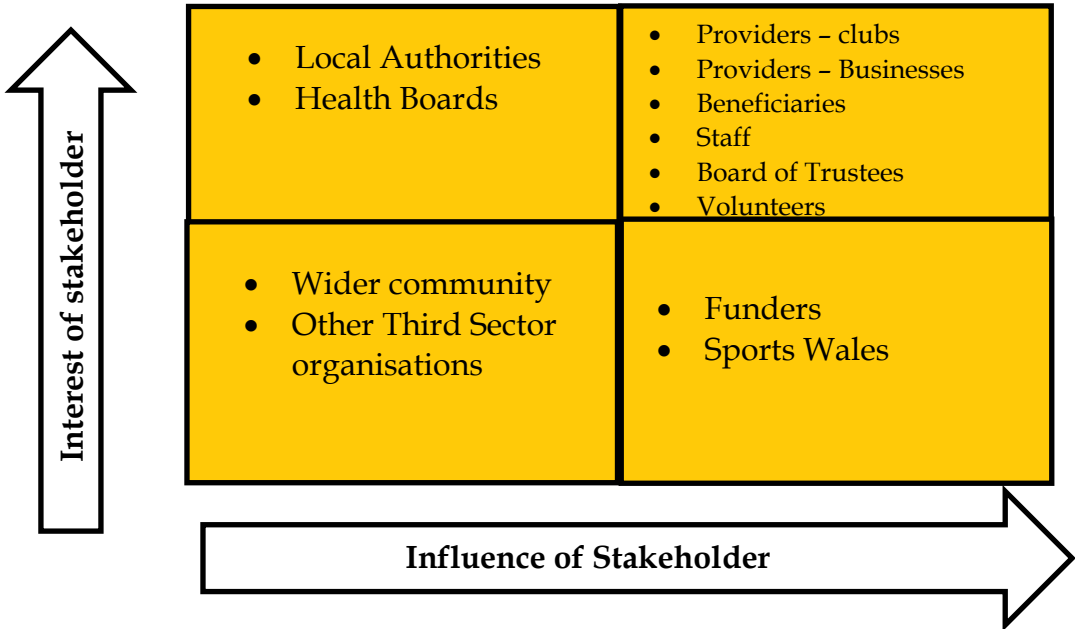 Interest of stakeholder
• Local Authorities
• Health Boards
• Providers – clubs
• Providers – Businesses
• Beneficiaries
• Staff
• Board of Trustees
• Volunteers
• Wider community
• Other Third Sector
organisations
• Funders
• Sports Wales
Influence of Stakeholder